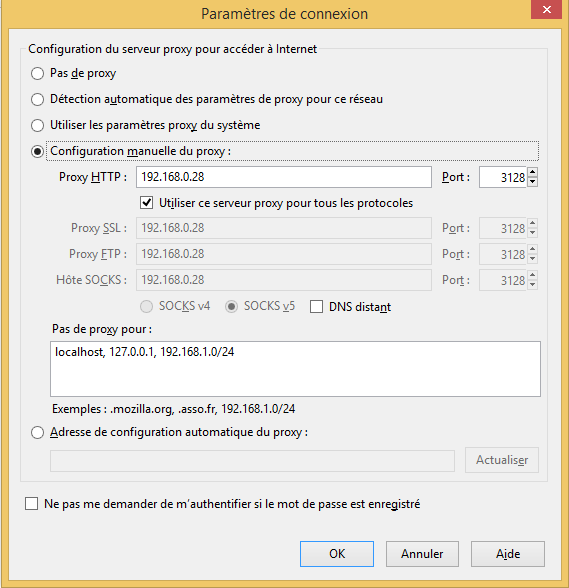 Paramètres de connexion
Configuration du serveur proxy pour accéder à Internet
Pas de proxy
Détection automatique des paramètres de proxy pour ce réseau
Utiliser les paramètres proxy du système
Configuration manuelle du proxy :
Proxy HTTP : 192.168.0.28 Port : 3128
Utiliser ce serveur proxy pour tous les protocoles
Proxy SSL : 192.168.0.28 Port : 3128
Proxy FTP : 192.168.0.28 Port : 3128
Hôte SOCKS : 192.168.0.28 Port : 3128
SOCKS v4 SOCKS v5 DNS distant
Pas de proxy pour :
localhost, 127.0.0.1, 192.168.1.0/24
Exemples : .mozilla.org, .asso.fr, 192.168.1.0/24
Adresse de configuration automatique du proxy :
Actualiser
Ne pas me demander de m’authentifier si le mot de passe est enregistré
OK Annuler Aide